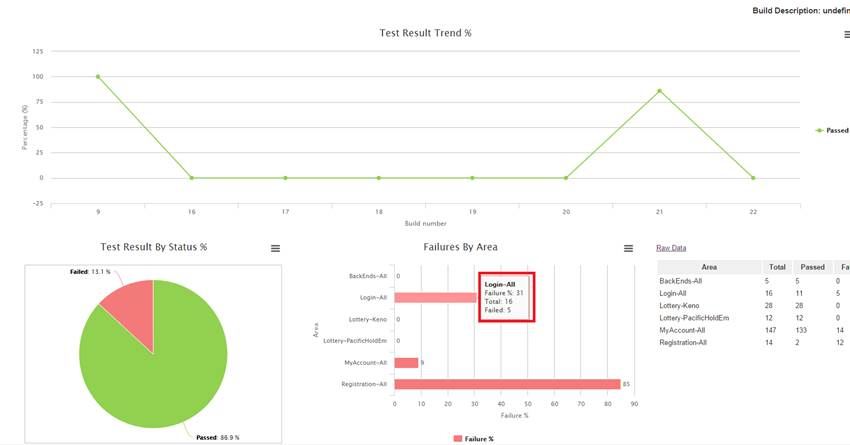 Build Description: undefin
Test Result Trend %
125
100
75
50
25
0
-25
Percentage (%)
9 16 17 18 19 20 21 22
Build number
Passed
Test Result By Status %
Failed: 13.1 %
Passed: 86.9 %
Failures By Area
Area
BackEnds-All 0
Login-All
Lottery-Keno 0
Lottery-PacificHoldEm 0
MyAccount-All 9
Registration-All 85
Login-All
Failure %: 31
Total: 16
Failed: 5
0 10 20 30 40 50 60 70 80 90
Failure %
Failure %
Raw Data
Area Total Passed Fa
BackEnds-All 5 5 0
Login-All 16 11 5
Lottery-Keno 28 28 0
Lottery-PacificHoldEm 12 12 0
MyAccount-All 147 133 14
Registration-All 14 2 12